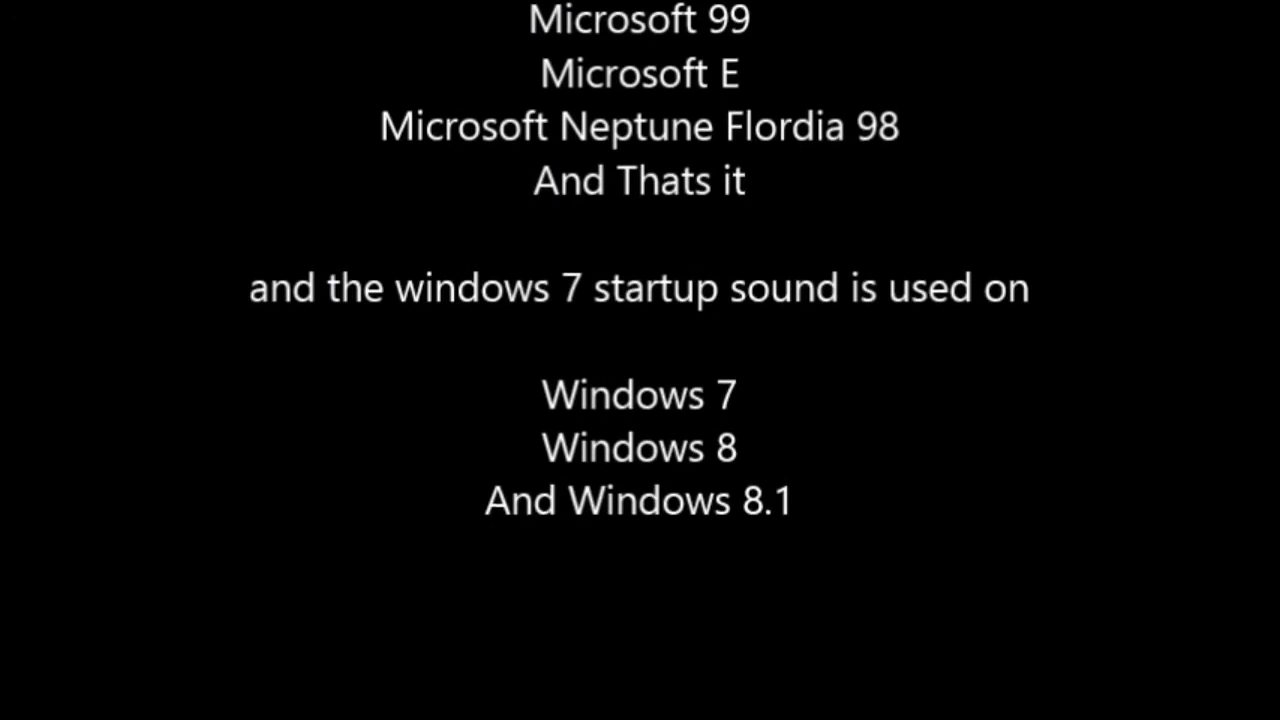 Microsoft 99
Microsoft E
Microsoft Neptune Flordia 98
And Thats it
and the windows 7 startup sound is used on
Windows 7
Windows 8
And Windows 8.1